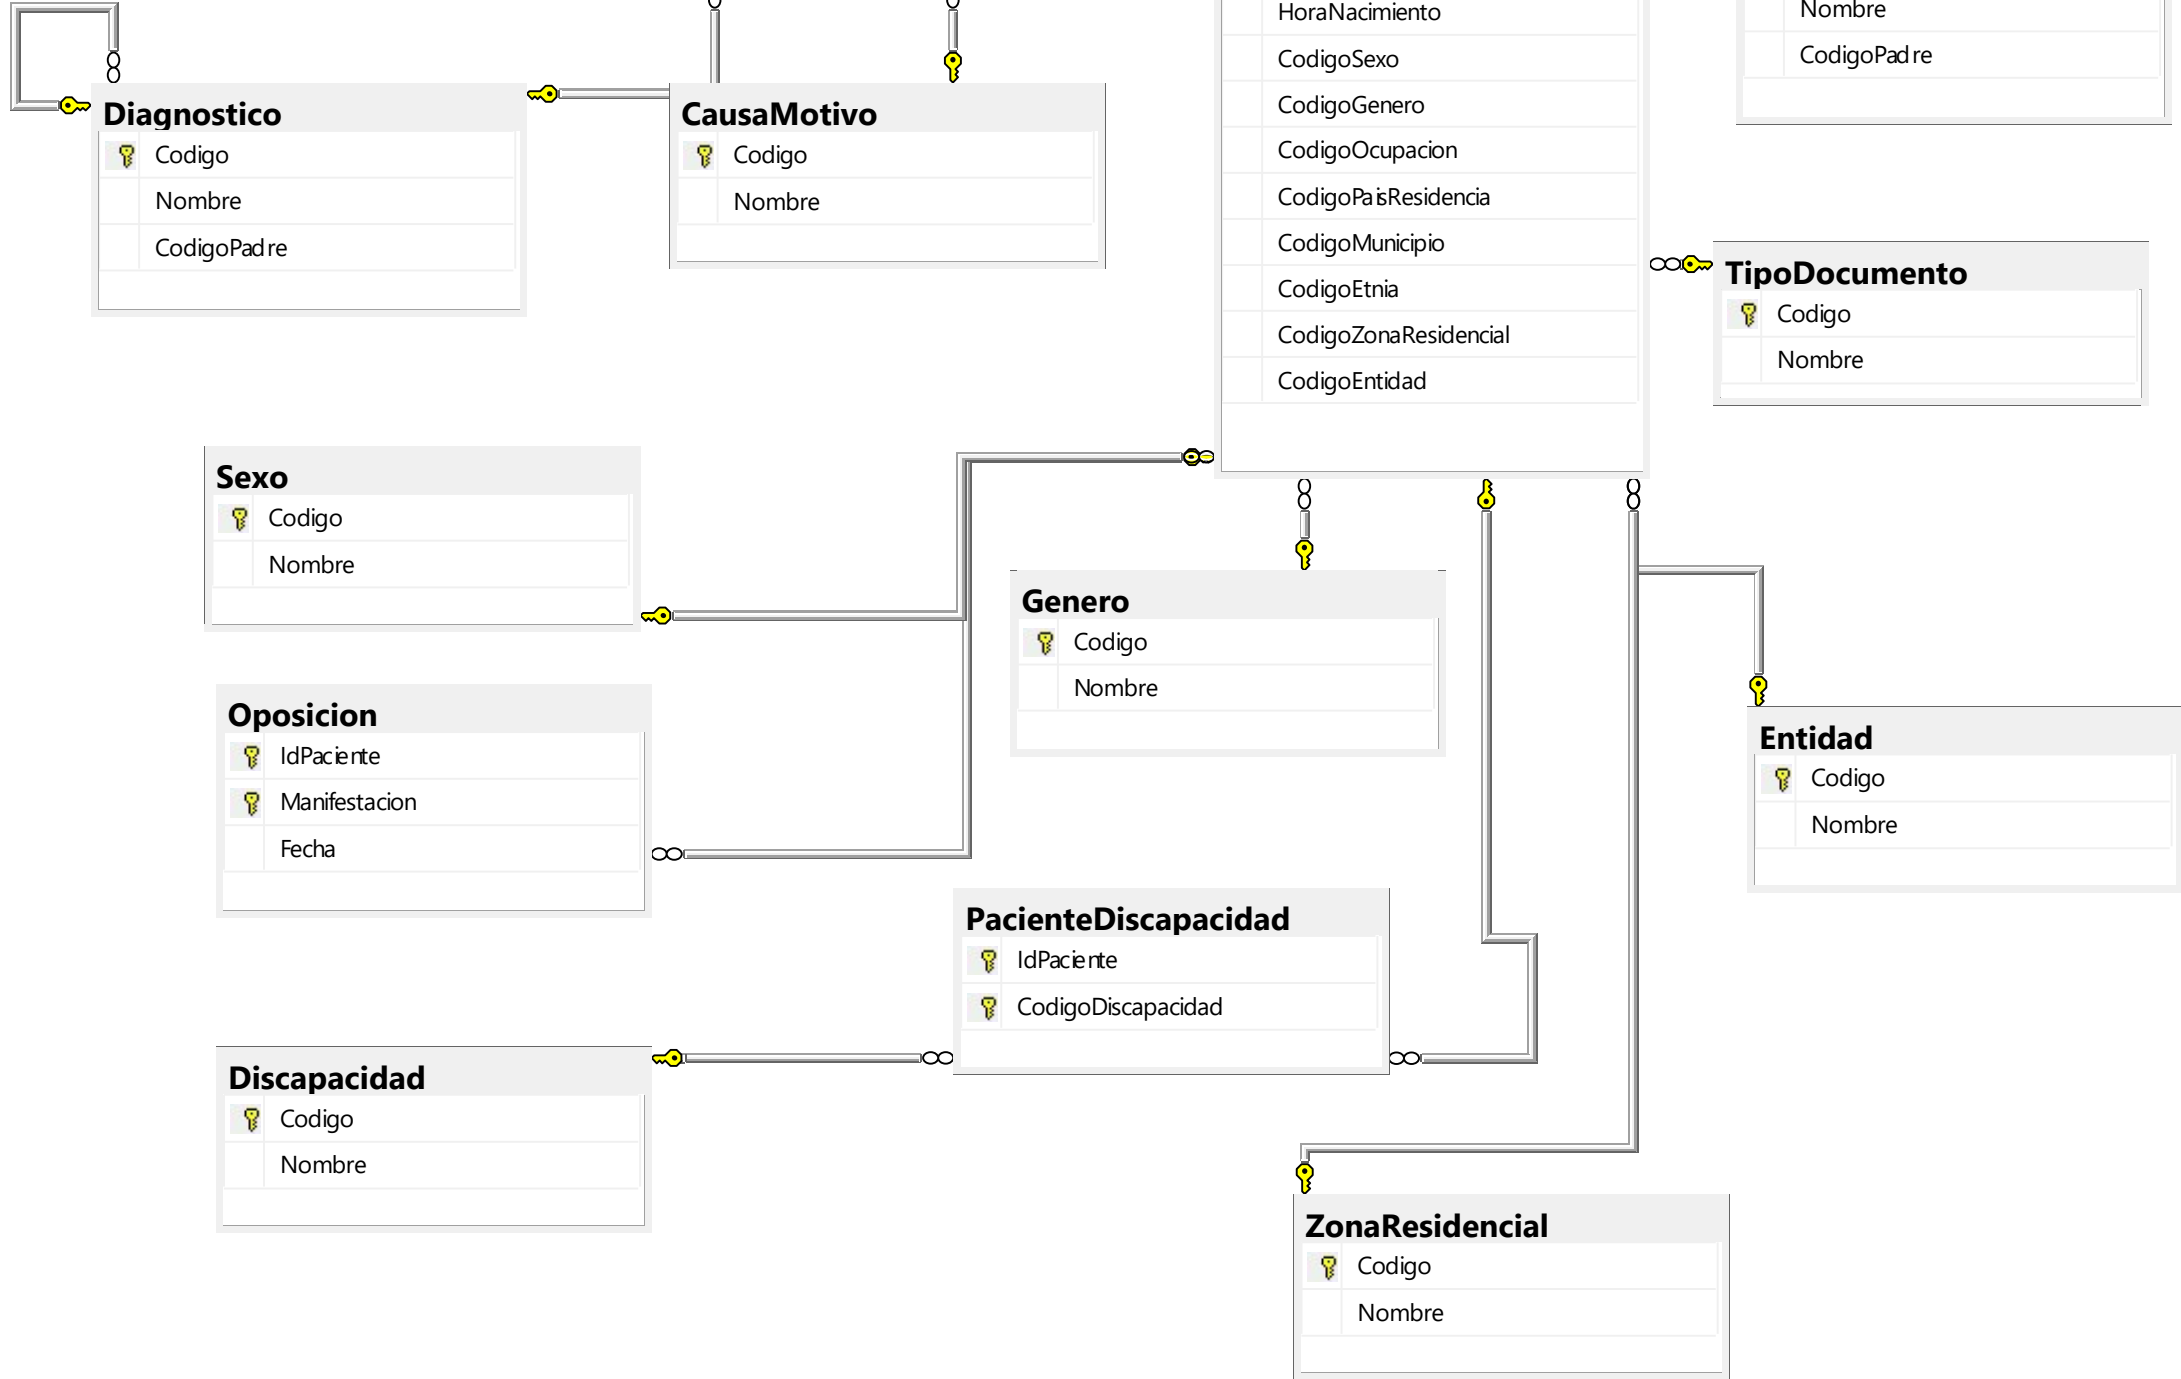 HoraNacimiento
CodigoSexo
CodigoGenero
CodigoOcupacion
CodigoPaisResidencia
CodigoMunicipio
CodigoEtnia
CodigoZonaResidencial
CodigoEntidad
Nombre
CodigoPadre
Diagnostico
Codigo
Nombre
CodigoPadre
CausaMotivo
Codigo
Nombre
TipoDocumento
Codigo
Nombre
Sexo
Codigo
Nombre
Genero
Codigo
Nombre
Oposicion
IdPaciente
Manifestacion
Fecha
Entidad
Codigo
Nombre
PacienteDiscapacidad
IdPaciente
CodigoDiscapacidad
Discapacidad
Codigo
Nombre
ZonaResidencial
Codigo
Nombre